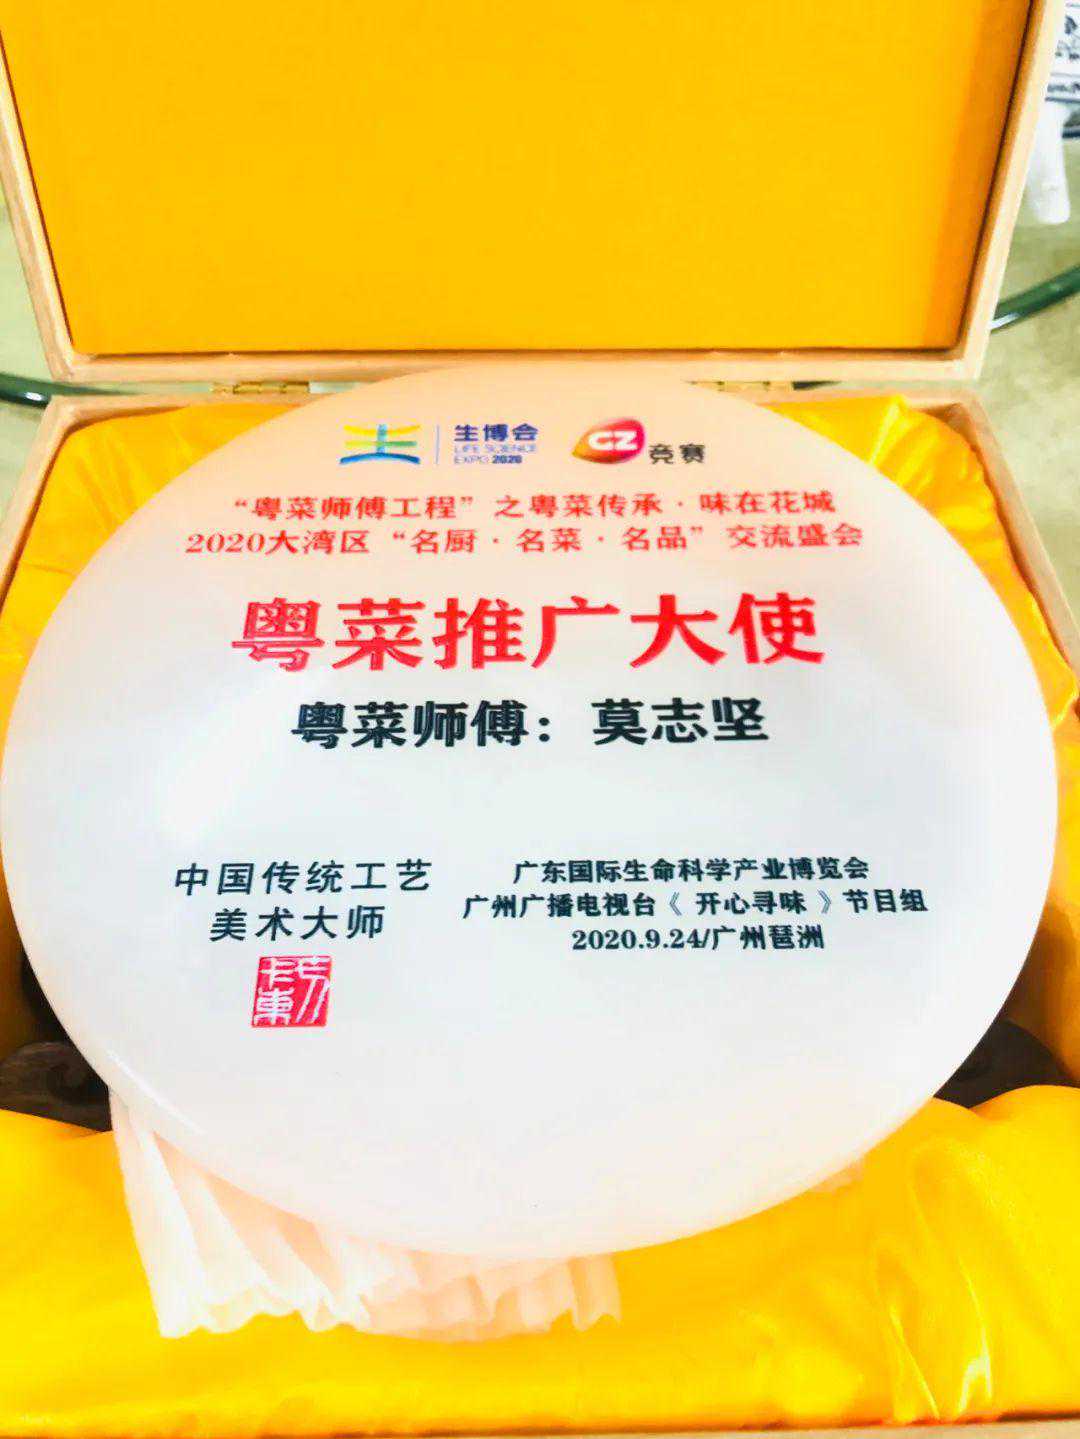 生博会
LIFE SCIENCE
EXPO 2020
GZ 竞赛
“粤菜师傅工程”之粤菜传承·味在花城
2020大湾区“名厨·名菜·名品”交流盛会
粤菜推广大使
粤菜师傅：莫志坚
中国传统工艺
美术大师
广东国际生命科学产业博览会
广州广播电视台《开心寻味》节目组
2020.9.24/广州琶洲